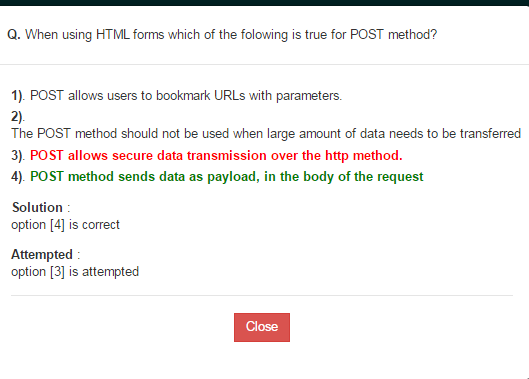 Q. When using HTML forms which of the folowing is true for POST method?
1). POST allows users to bookmark URLs with parameters.
2).
The POST method should not be used when large amount of data needs to be transferred
3). POST allows secure data transmission over the http method.
4). POST method sends data as payload, in the body of the request
Solution :
option [4] is correct
Attempted :
option [3] is attempted
Close